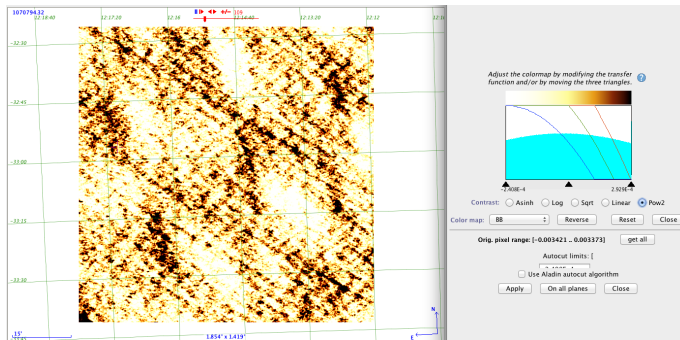 1070794.32
109
12:18:40
12:17:20
12:16
12:14:40
12:13:20
12:12
-32:30
-32:45
-33:00
-33:15
-33:30
15'
1.854° x 1.419°
N
E
Adjust the colormap by modifying the transfer
function and/or by moving the three triangles.
?
-2.408E-4
2.929E-4
Contrast: Asinh Log Sqrt Linear Pow2
Color map: BB Reverse Reset Close
Orig. pixel range: [-0.003421 .. 0.003373] get all
Autocut limits: [
Use Aladin autocut algorithm
Apply On all planes Close